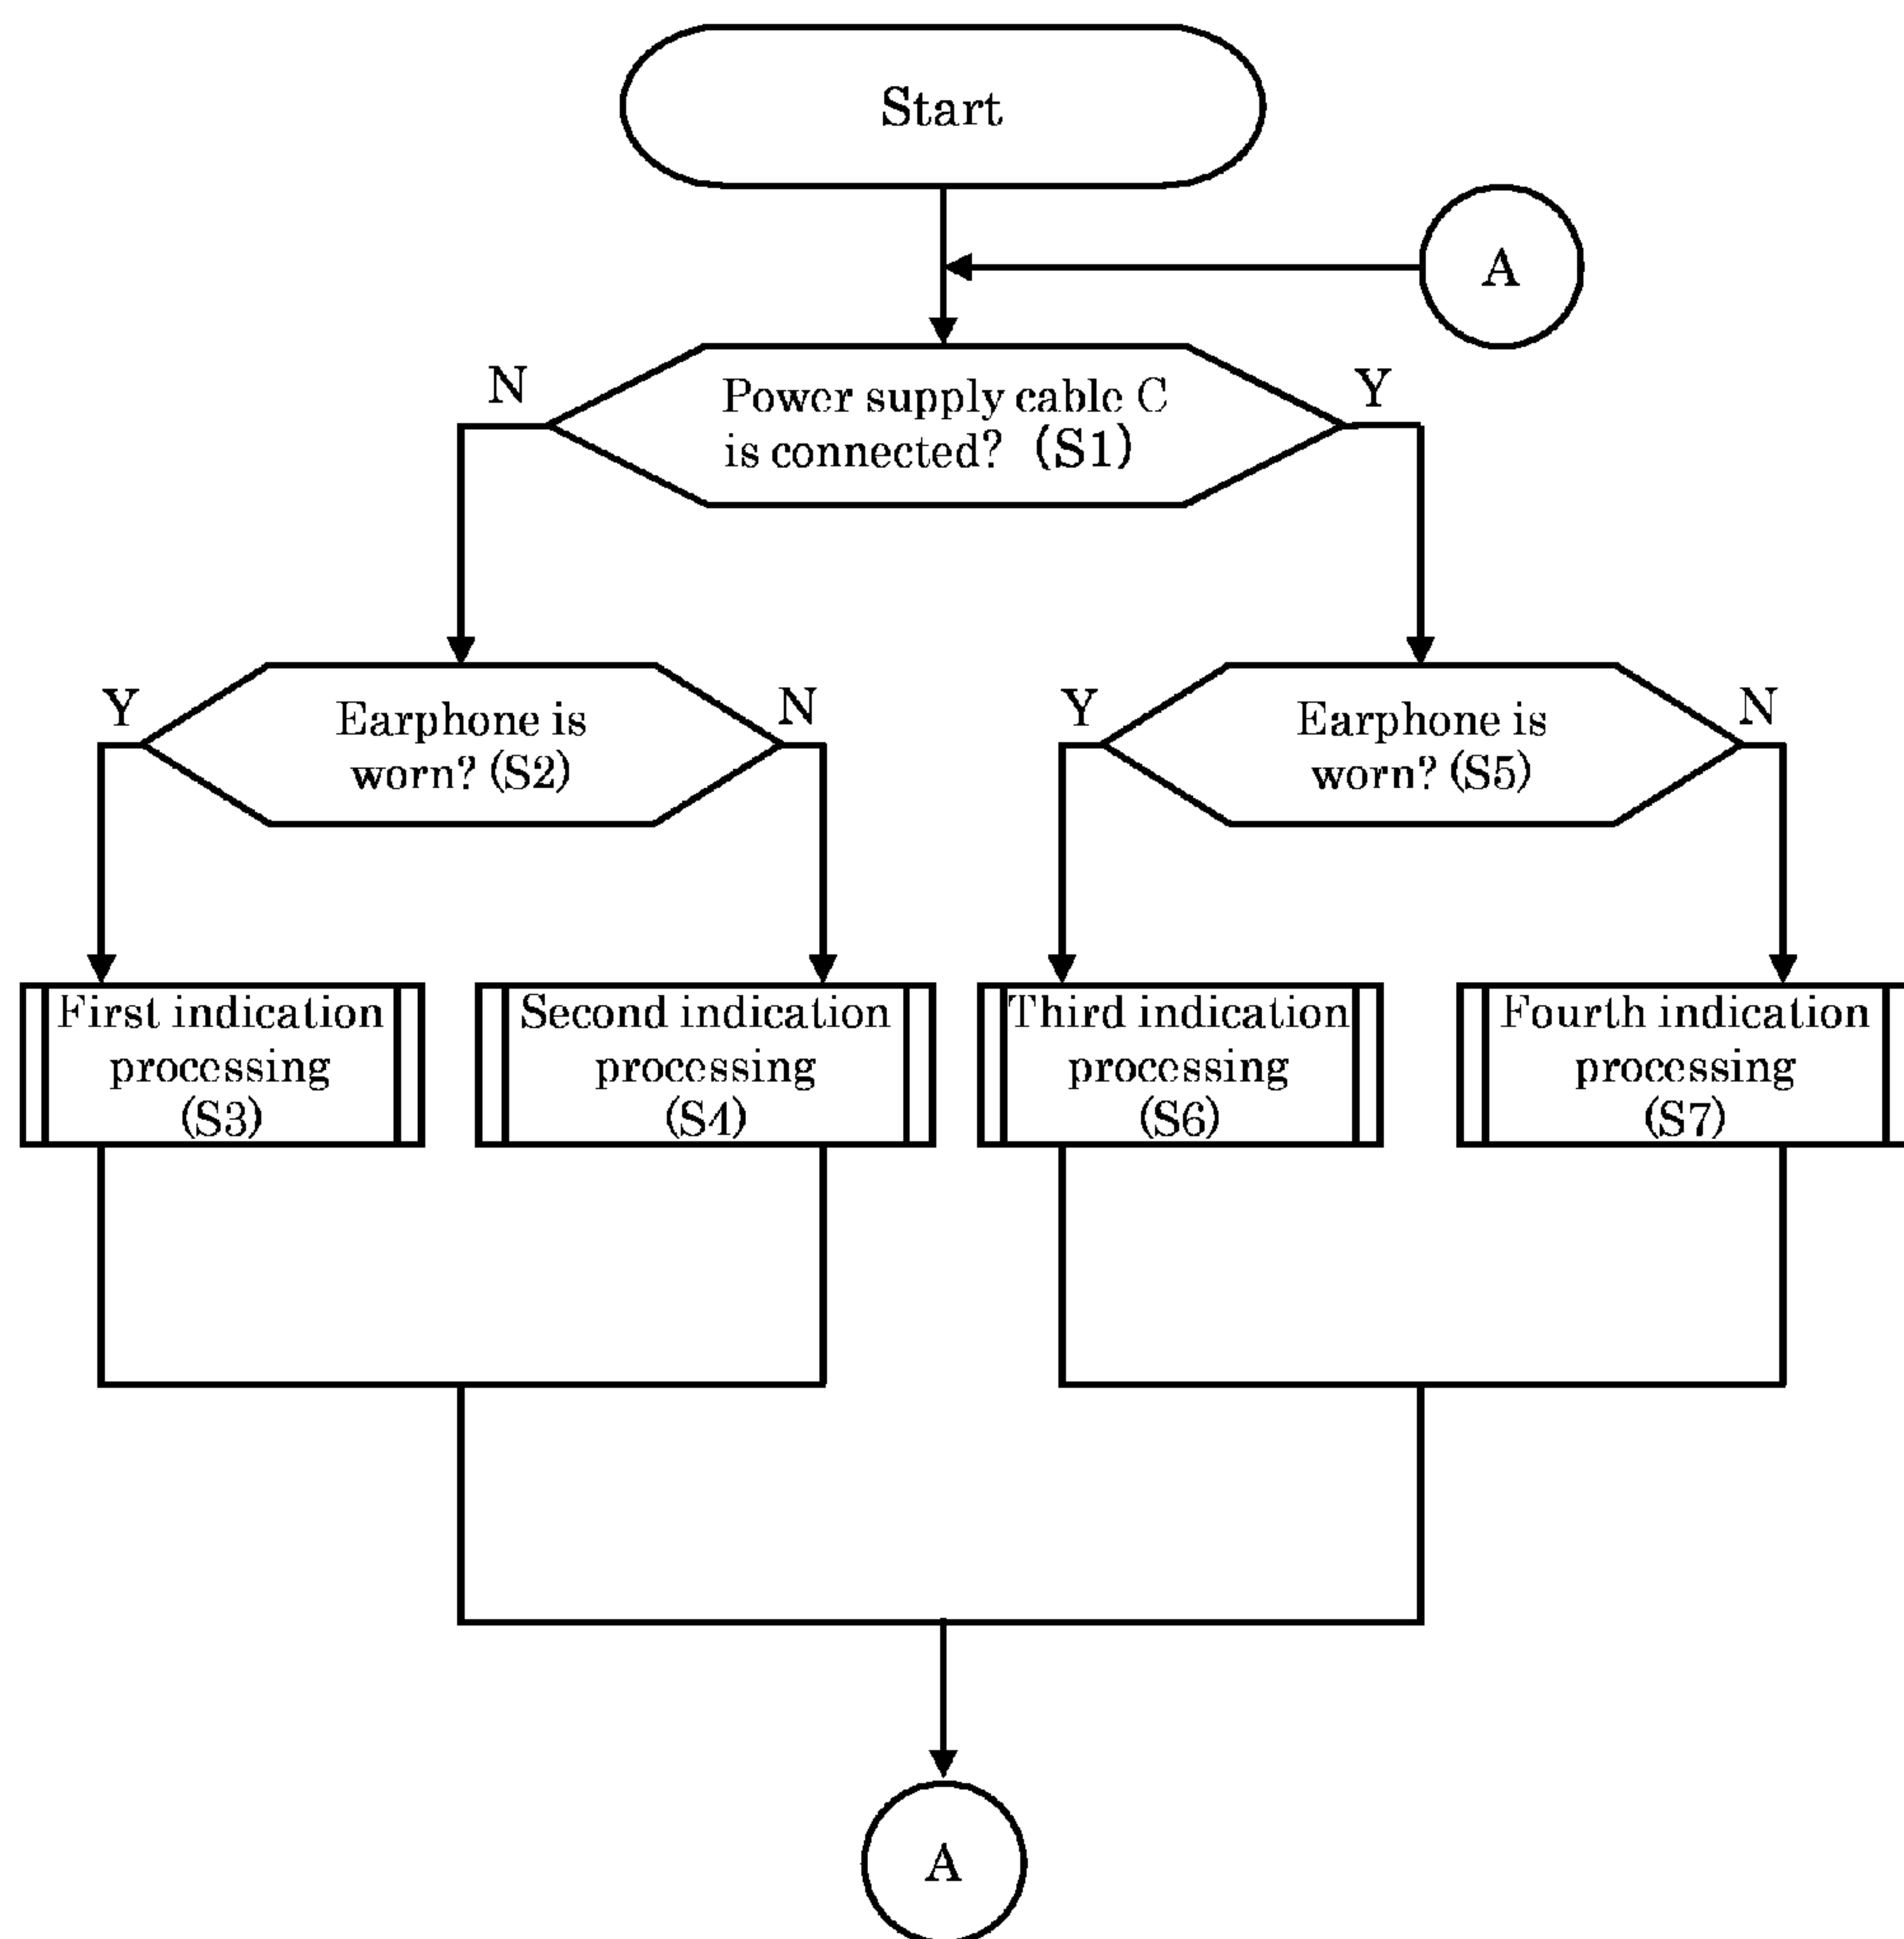 Start
A
N
Y
Power supply cable C
is connected? (S1)
Y
N
Y
N
Earphone is
worn? (S2)
Earphone is
worn? (S5)
First indication
processing
(S3)
Second indication
processing
(S4)
Third indication
processing
(S6)
Fourth indication
processing
(S7)
A